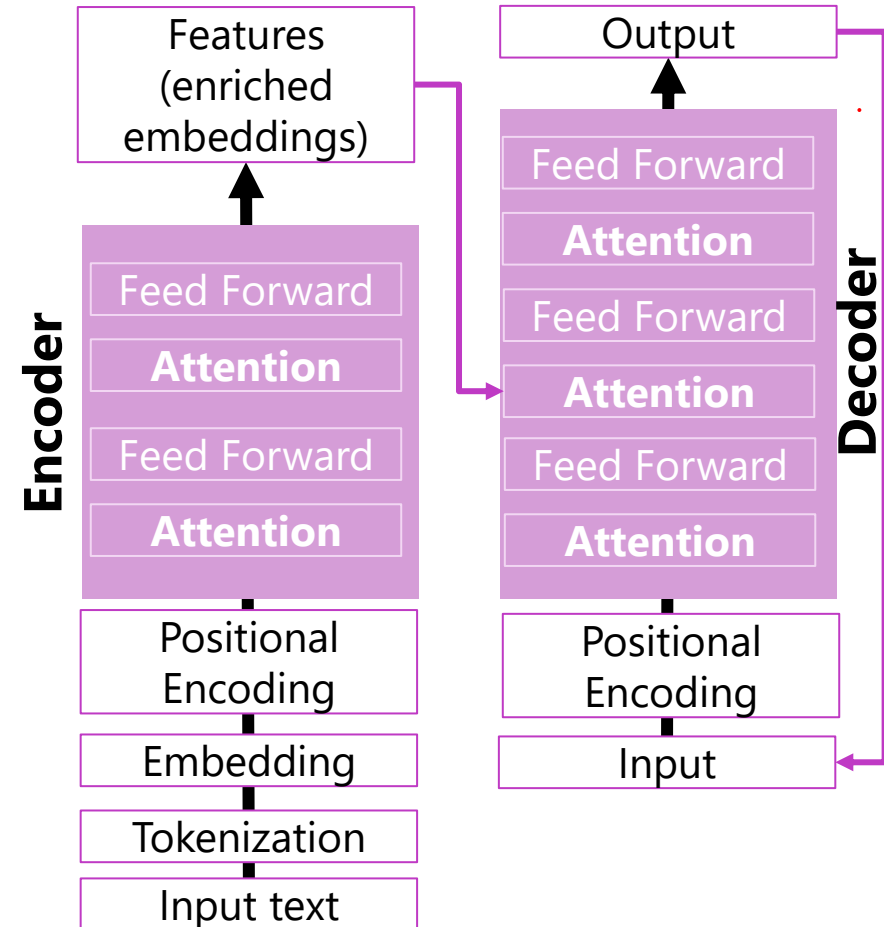 Features
(enriched
embeddings)
Encoder
Feed Forward
Attention
Feed Forward
Attention
Positional
Encoding
Embedding
Tokenization
Input text
Output
Decoder
Feed Forward
Attention
Feed Forward
Attention
Feed Forward
Attention
Positional
Encoding
Input